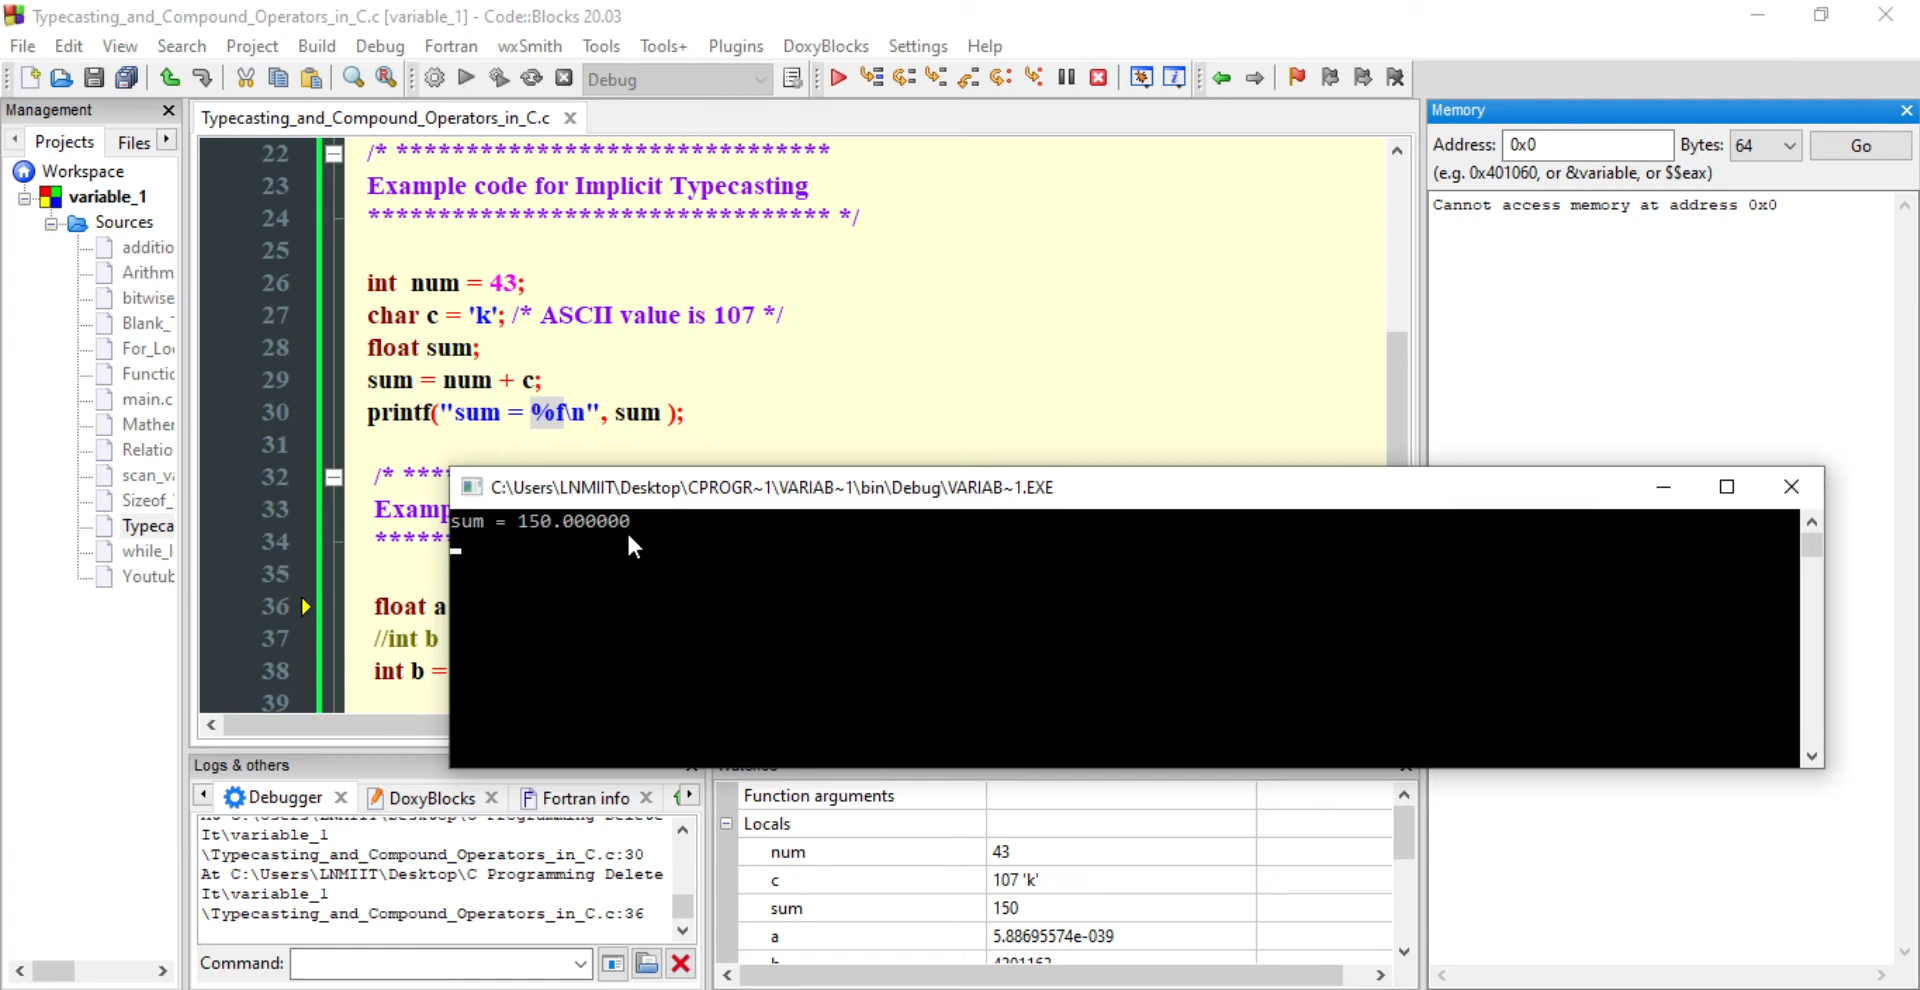 Typecasting_and_Compound_Operators_in_C.c [variable_1] - Code::Blocks 20.03
File Edit View Search Project Build Debug Fortran wxSmith Tools Tools+ Plugins DoxyBlocks Settings Help
Debug
Management
Projects Files
Workspace
variable_1
Sources
additio
Arithm
bitwise
Blank_
For_Lo
Functio
main.c
Mather
Relatio
scan_va
Sizeof_
Typeca
while_l
Youtub
Typecasting_and_Compound_Operators_in_C.c
22 /* *******************************
23 Example code for Implicit Typecasting
24 ********************************* */
25
26 int num = 43;
27 char c = 'k'; /* ASCII value is 107 */
28 float sum;
29 sum = num + c;
30 printf("sum = %f\n", sum );
31
32 /* ****
33 Examp
34 ******
35
36 float a
37 //int b
38 int b =
39
C:\Users\LNMIIT\Desktop\CPROGR~1\VARIAB~1\bin\Debug\VARIAB~1.EXE
sum = 150.000000
Memory
Address: 0x0 Bytes: 64 Go
(e.g. 0x401060, or &variable, or $$eax)
Cannot access memory at address 0x0
Logs & others
Debugger DoxyBlocks Fortran info
It\variable_1
\Typecasting_and_Compound_Operators_in_C.c:30
At C:\Users\LNMIIT\Desktop\C Programming Delete
It\variable_1
\Typecasting_and_Compound_Operators_in_C.c:36
Command:
Function arguments
Locals
num 43
c 107 'k'
sum 150
a 5.88695574e-039